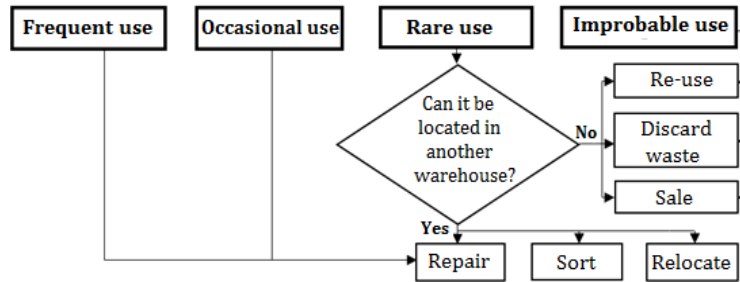 Frequent use
Occasional use
Rare use
Improbable use
Can it be
located in
another
warehouse?
No
Re-use
Discard
waste
Sale
Yes
Repair
Sort
Relocate